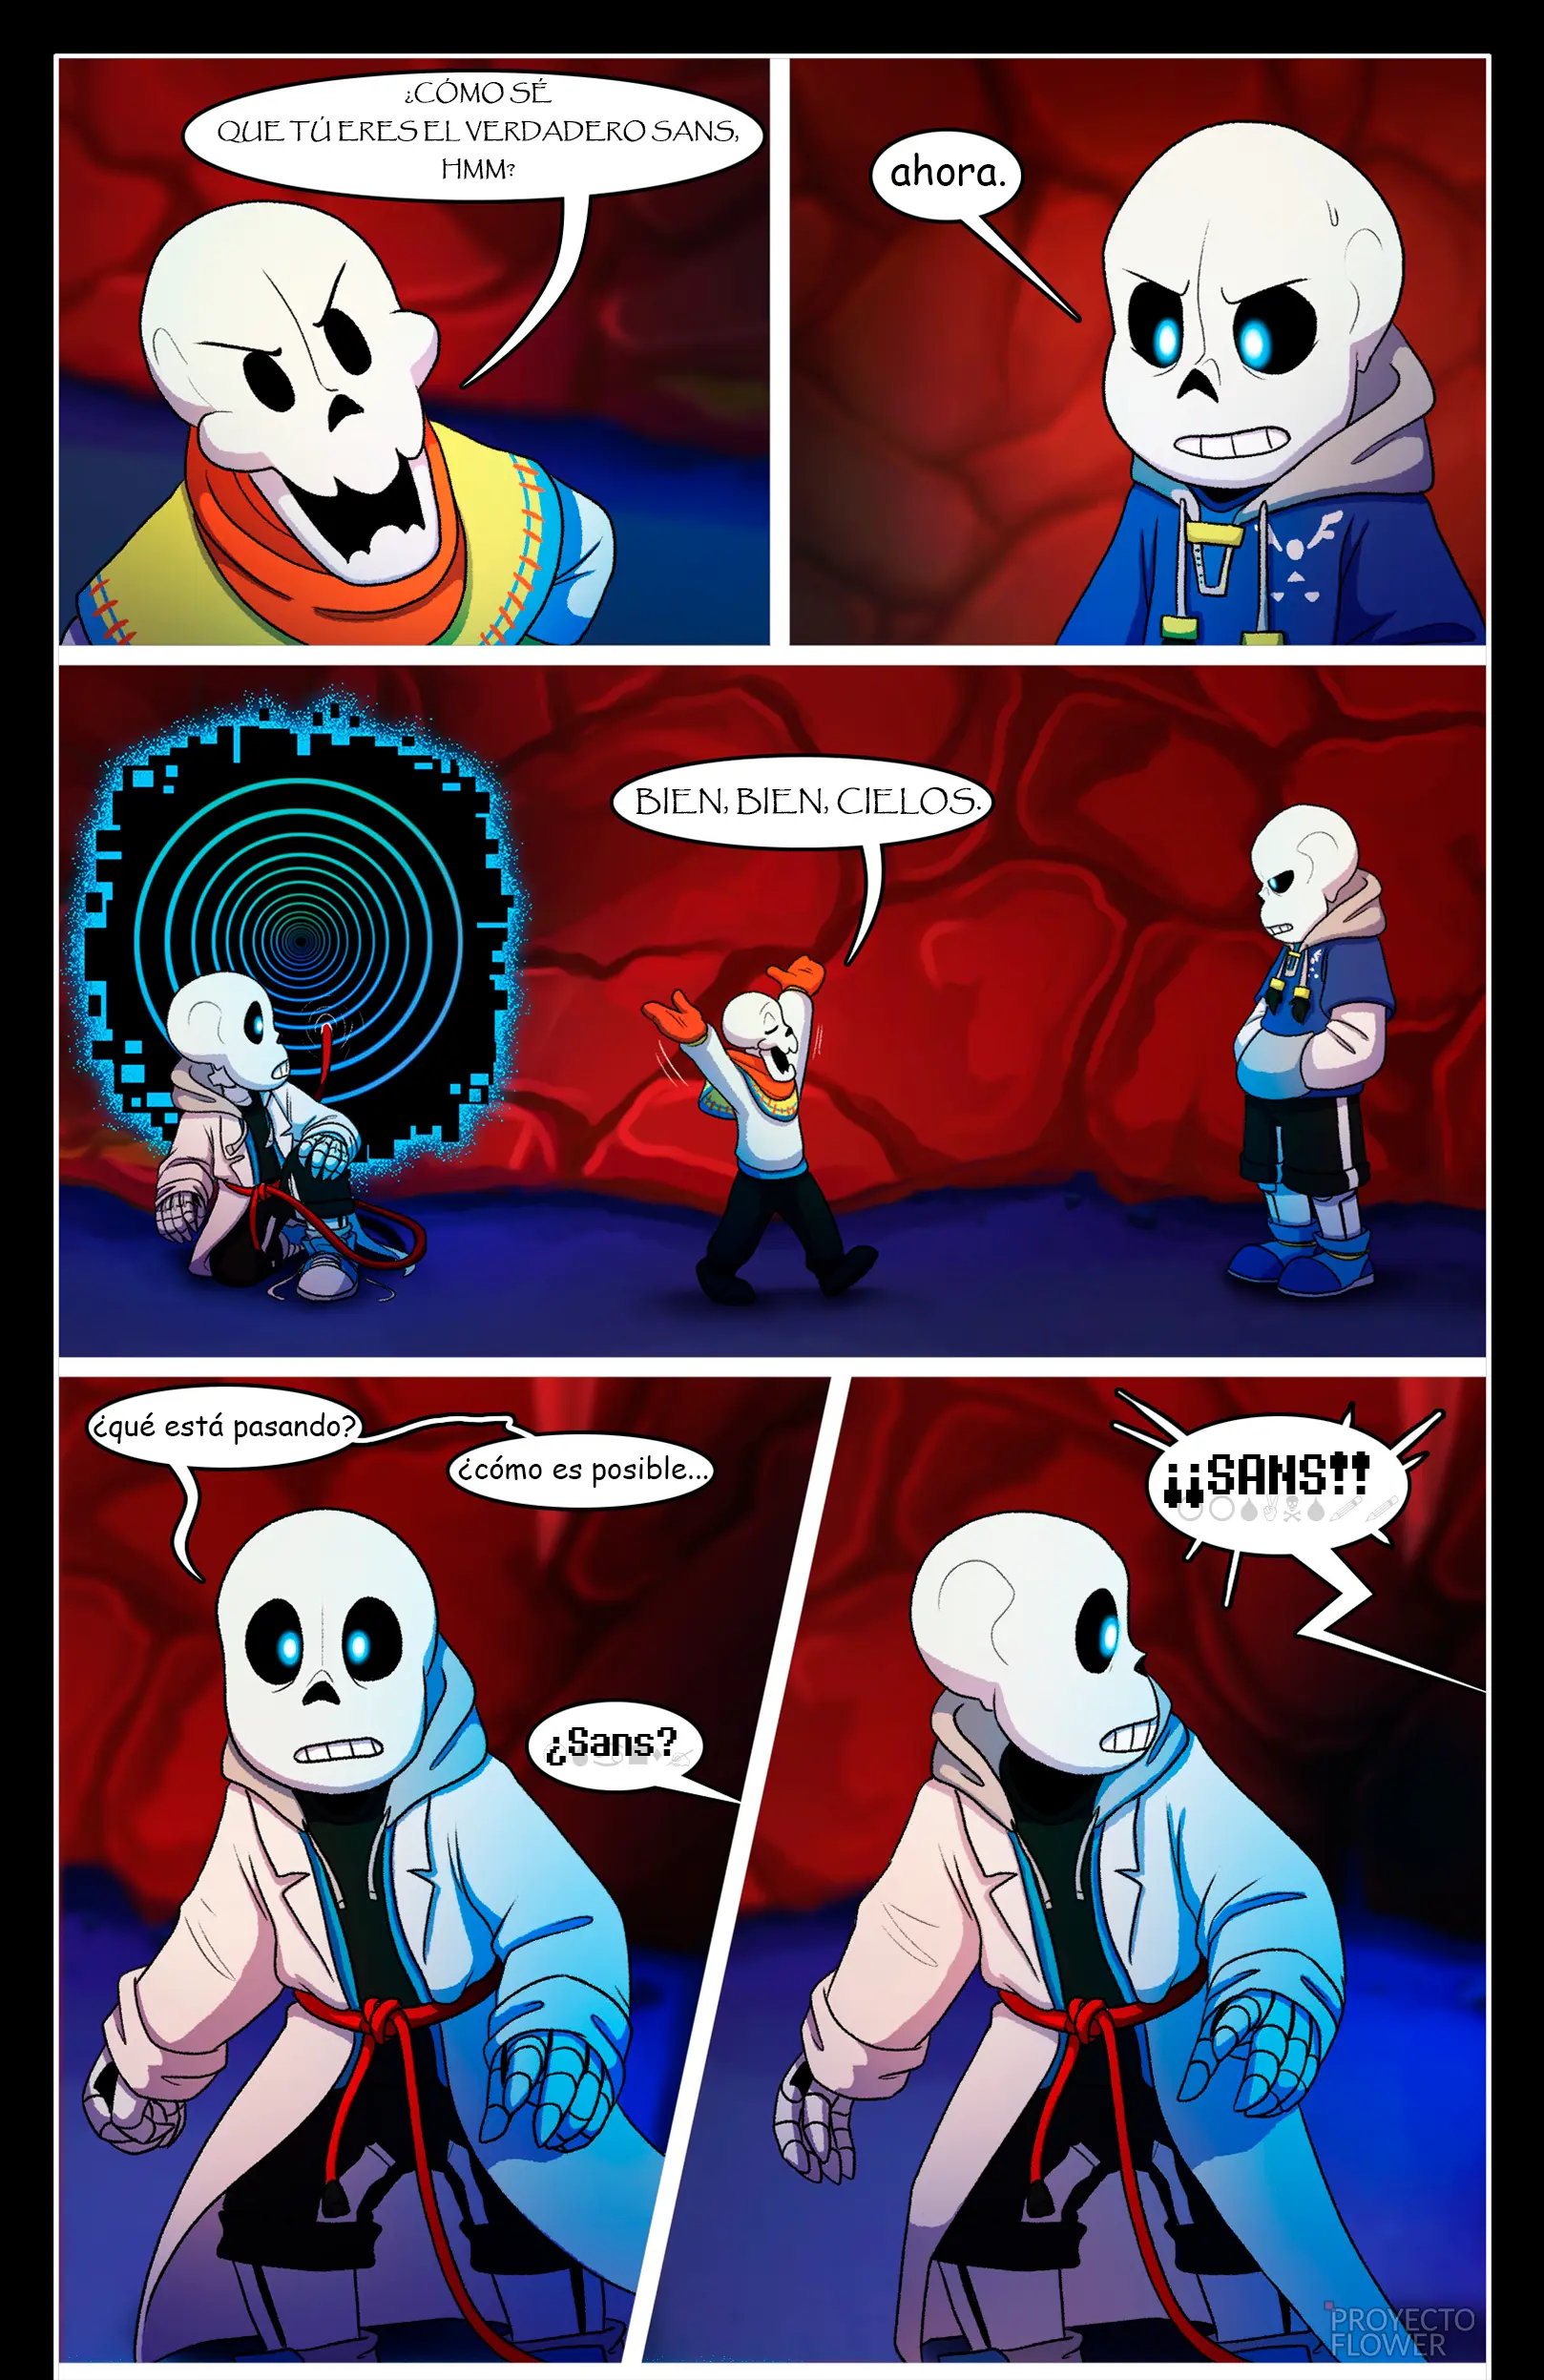 ¿CÓMO SÉ
QUE TÚ ERES EL VERDADERO SANS,
HMM?
ahora.
BIEN, BIEN, CIELOS.
¿qué está pasando?
¿cómo es posible...
¿Sans?
¡¡SANS!!
PROYECTO
FLOWER